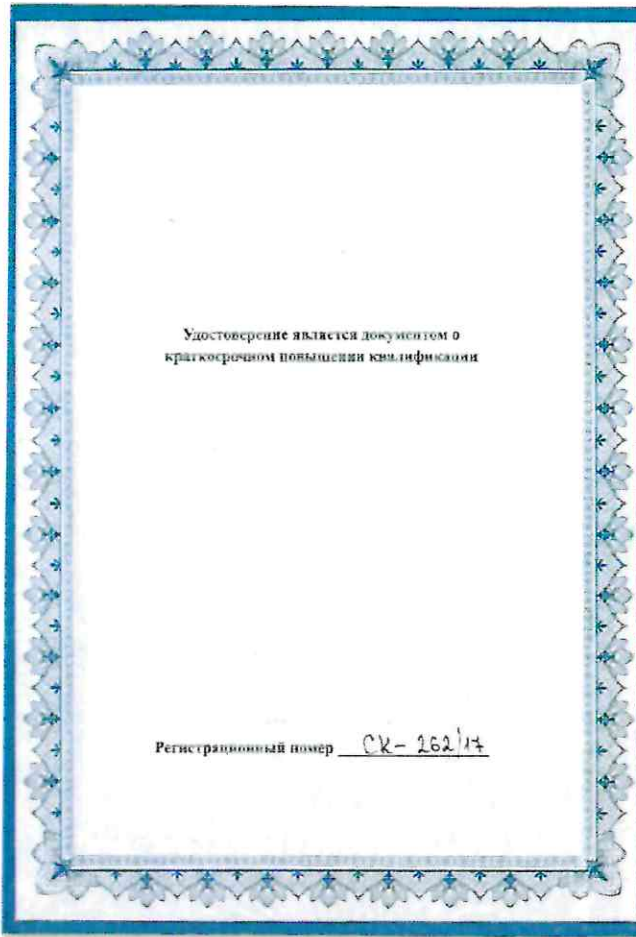 Удостоверение является документом о
краткосрочном повышении квалификации
Регистрационный номер СК- 262/17